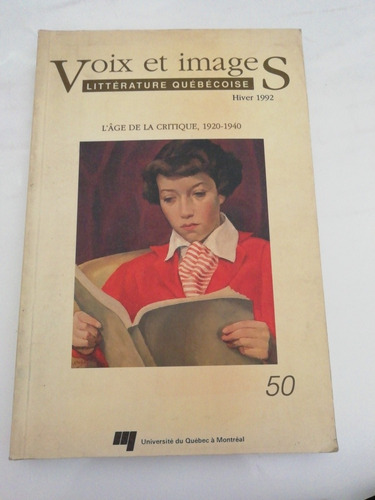 Voix et imageS
LITTÉRATURE QUÉBÉCOISE
Hiver 1992
L'ÂGE DE LA CRITIQUE, 1920-1940
50
Université du Québec à Montréal